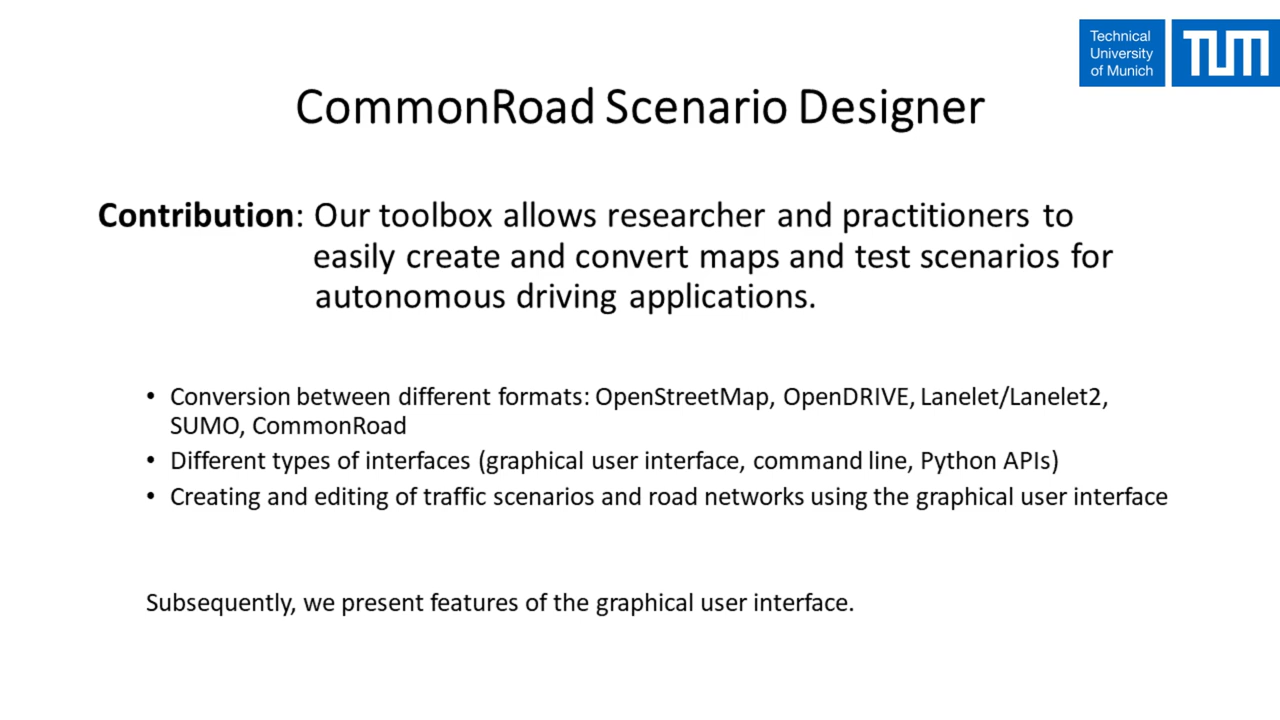 Technical
University
of Munich
TUM
CommonRoad Scenario Designer
Contribution: Our toolbox allows researcher and practitioners to
easily create and convert maps and test scenarios for
autonomous driving applications.
• Conversion between different formats: OpenStreetMap, OpenDRIVE, Lanelet/Lanelet2,
SUMO, CommonRoad
• Different types of interfaces (graphical user interface, command line, Python APIs)
• Creating and editing of traffic scenarios and road networks using the graphical user interface
Subsequently, we present features of the graphical user interface.